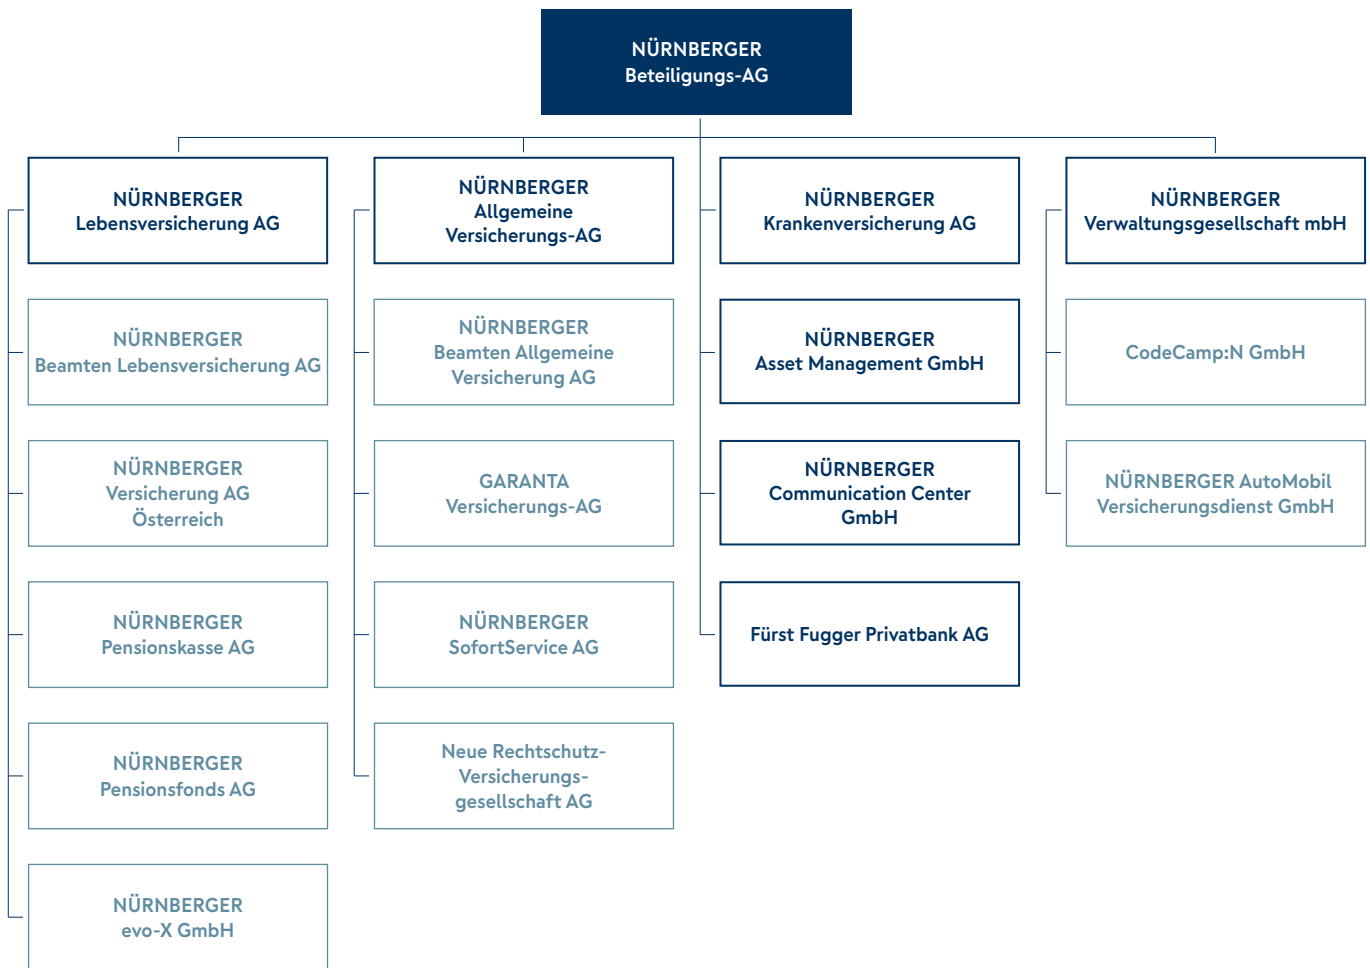 NÜRNBERGER
Beteiligungs-AG
NÜRNBERGER
Lebensversicherung AG
NÜRNBERGER
Beamten Lebensversicherung AG
NÜRNBERGER
Versicherung AG
Österreich
NÜRNBERGER
Pensionskasse AG
NÜRNBERGER
Pensionsfonds AG
NÜRNBERGER
evo-X GmbH
NÜRNBERGER
Allgemeine
Versicherungs-AG
NÜRNBERGER
Beamten Allgemeine
Versicherung AG
GARANTA
Versicherungs-AG
NÜRNBERGER
SofortService AG
Neue Rechtschutz-
Versicherungs-
gesellschaft AG
NÜRNBERGER
Krankenversicherung AG
NÜRNBERGER
Asset Management GmbH
NÜRNBERGER
Communication Center
GmbH
Fürst Fugger Privatbank AG
NÜRNBERGER
Verwaltungsgesellschaft mbH
CodeCamp:N GmbH
NÜRNBERGER AutoMobil
Versicherungsdienst GmbH